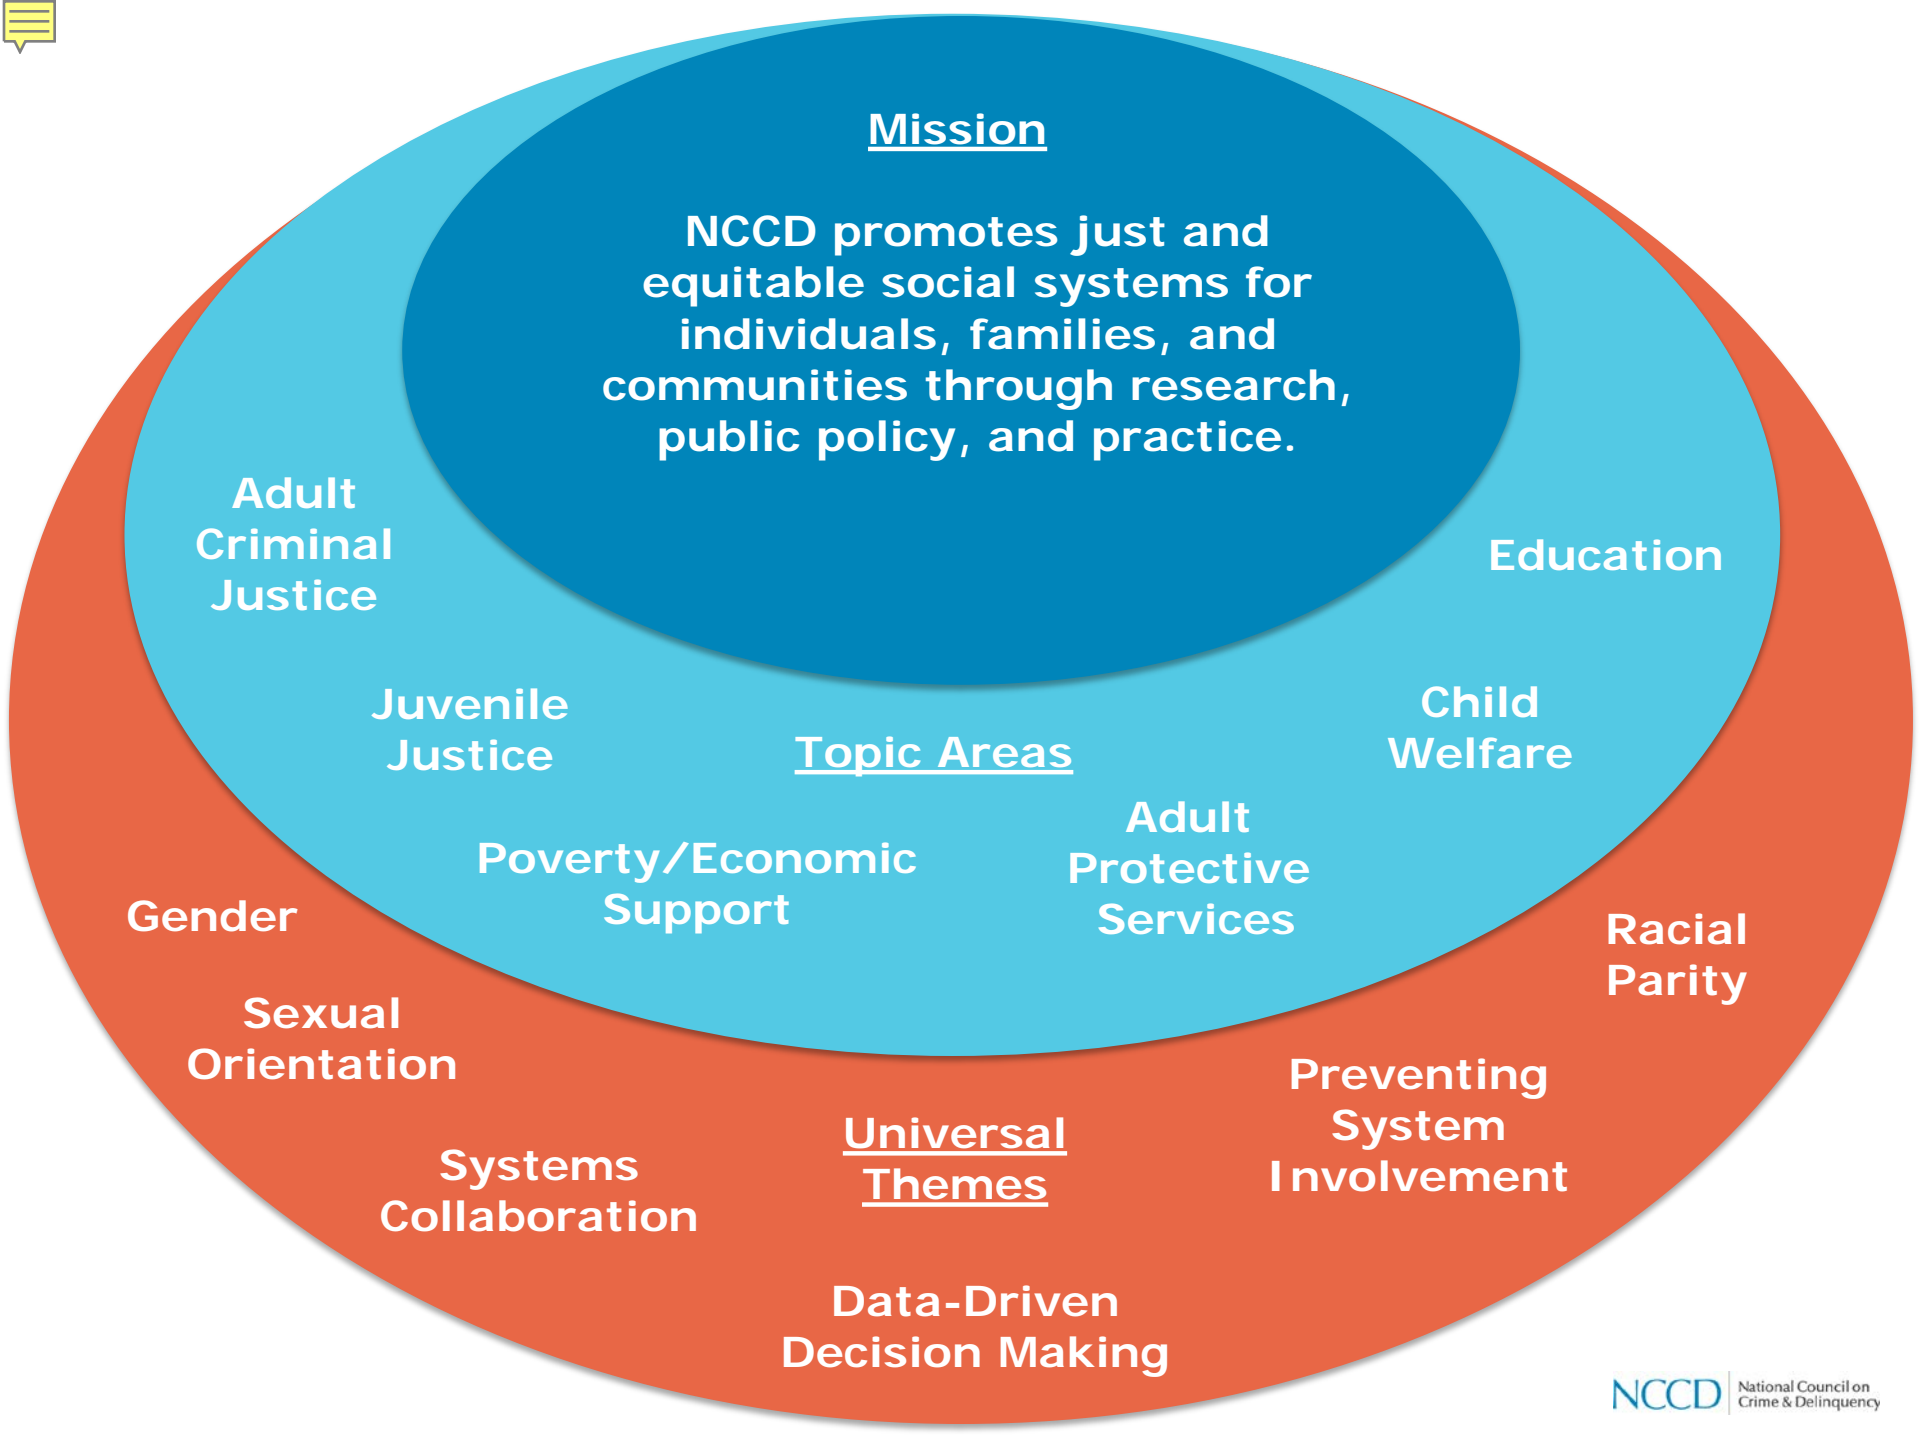 Mission
NCCD promotes just and
equitable social systems for
individuals, families, and
communities through research,
public policy, and practice.
Adult
Criminal
Justice
Education
Juvenile
Justice
Topic Areas
Child
Welfare
Poverty/Economic
Support
Adult
Protective
Services
Gender
Racial
Parity
Sexual
Orientation
Preventing
System
Involvement
Universal
Themes
Systems
Collaboration
Data-Driven
Decision Making
NCCD
National Council on
Crime & Delinquency